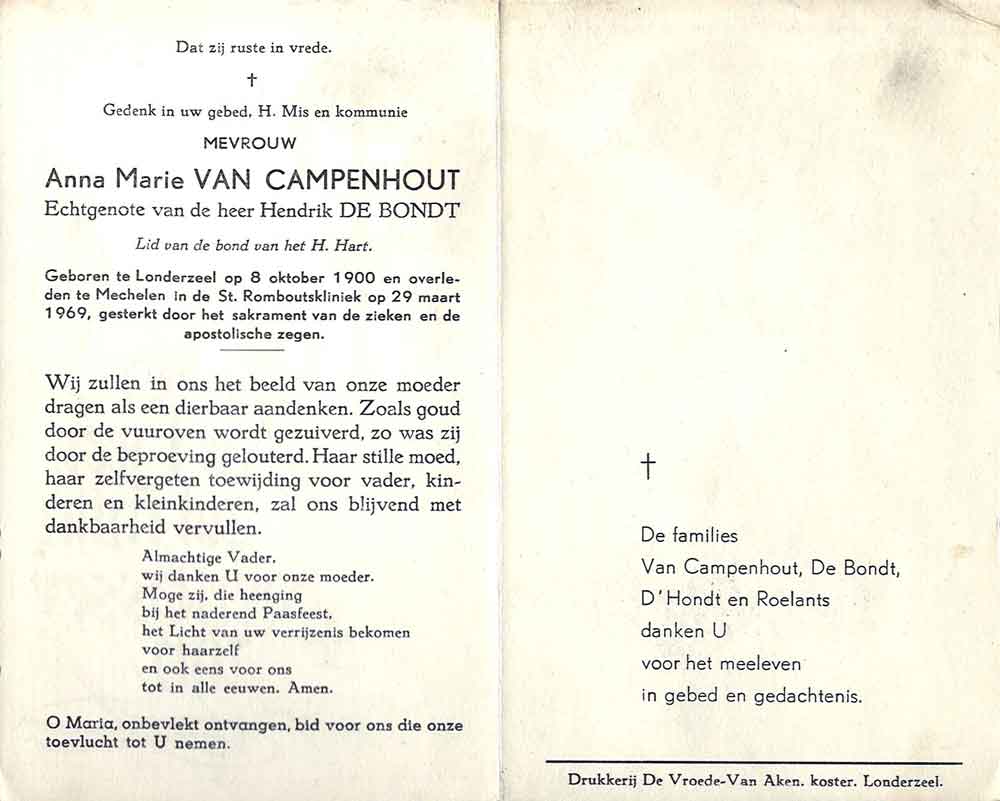 Dat zij ruste in vrede.
†
Gedenk in uw gebed, H. Mis en kommunie
MEVROUW
Anna Marie VAN CAMPENHOUT
Echtgenote van de heer Hendrik DE BONDT
Lid van de bond van het H. Hart.
Geboren te Londerzeel op 8 oktober 1900 en overle-
den te Mechelen in de St. Romboutskliniek op 29 maart
1969, gesterkt door het sakrament van de zieken en de
apostolische zegen.
Wij zullen in ons het beeld van onze moeder
dragen als een dierbaar aandenken. Zoals goud
door de vuuroven wordt gezuiverd, zo was zij
door de beproeving gelouterd. Haar stille moed,
haar zelfvergeten toewijding voor vader, kin-
deren en kleinkinderen, zal ons blijvend met
dankbaarheid vervullen.
Almachtige Vader,
wij danken U voor onze moeder.
Moge zij, die heenging
bij het naderend Paasfeest,
het Licht van uw verrijzenis bekomen
voor haarzelf
en ook eens voor ons
tot in alle eeuwen. Amen.
O Maria, onbevlekt ontvangen, bid voor ons die onze
toevlucht tot U nemen.
†
De families
Van Campenhout, De Bondt,
D'Hondt en Roelants
danken U
voor het meeleven
in gebed en gedachtenis.
Drukkerij De Vroede-Van Aken. koster. Londerzeel.